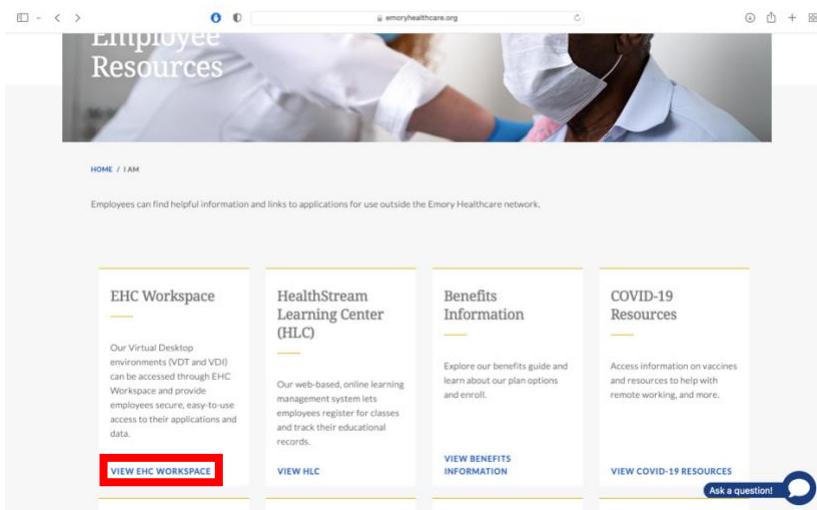 emoryhealthcare.org
Employee
Resources
HOME / I AM
Employees can find helpful information and links to applications for use outside the Emory Healthcare network.
EHC Workspace
Our Virtual Desktop
environments (VDT and VDI)
can be accessed through EHC
Workspace and provide
employees secure, easy-to-use
access to their applications and
data.
VIEW EHC WORKSPACE
HealthStream
Learning Center
(HLC)
Our web-based, online learning
management system lets
employees register for classes
and track their educational
records.
VIEW HLC
Benefits
Information
Explore our benefits guide and
learn about our plan options
and enroll.
VIEW BENEFITS
INFORMATION
COVID-19
Resources
Access information on vaccines
and resources to help with
remote working, and more.
VIEW COVID-19 RESOURCES
Ask a question!